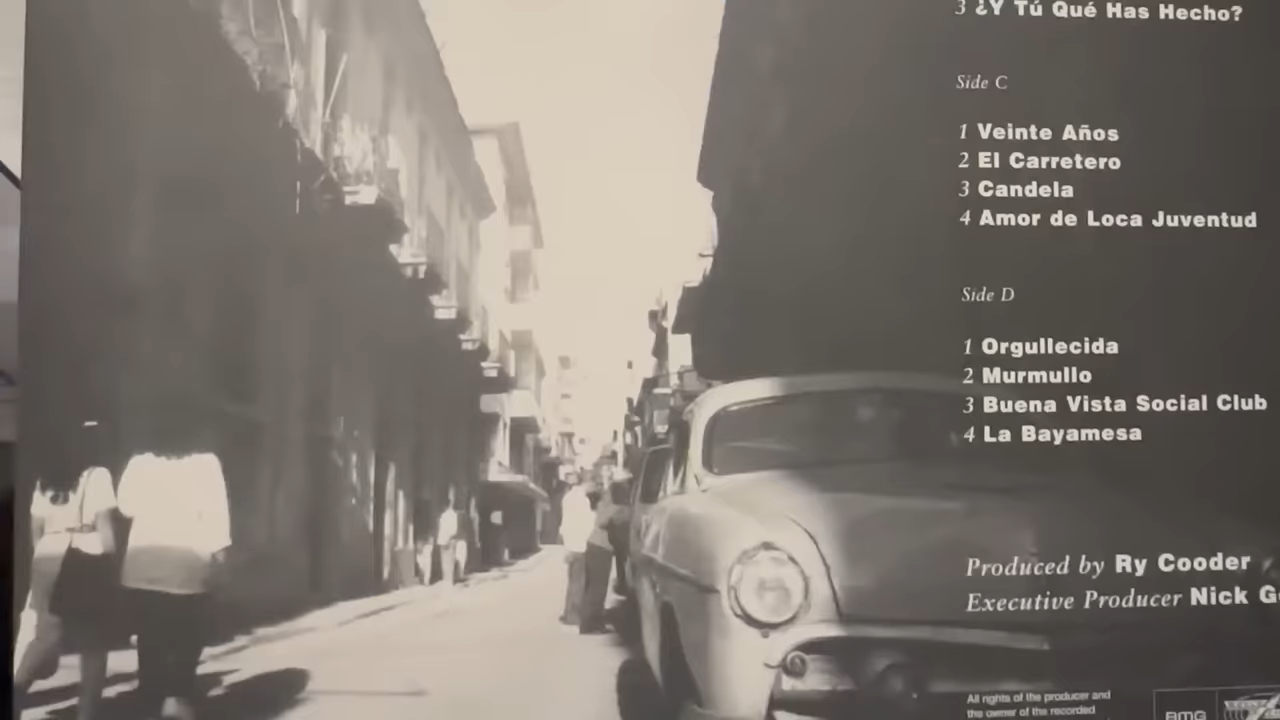 3 ¿Y Tú Qué Has Hecho?
Side C
1 Veinte Años
2 El Carretero
3 Candela
4 Amor de Loca Juventud
Side D
1 Orgullecida
2 Murmullo
3 Buena Vista Social Club
4 La Bayamesa
Produced by Ry Cooder
Executive Producer Nick G
All rights of the producer and
the owner of the recorded
BMG